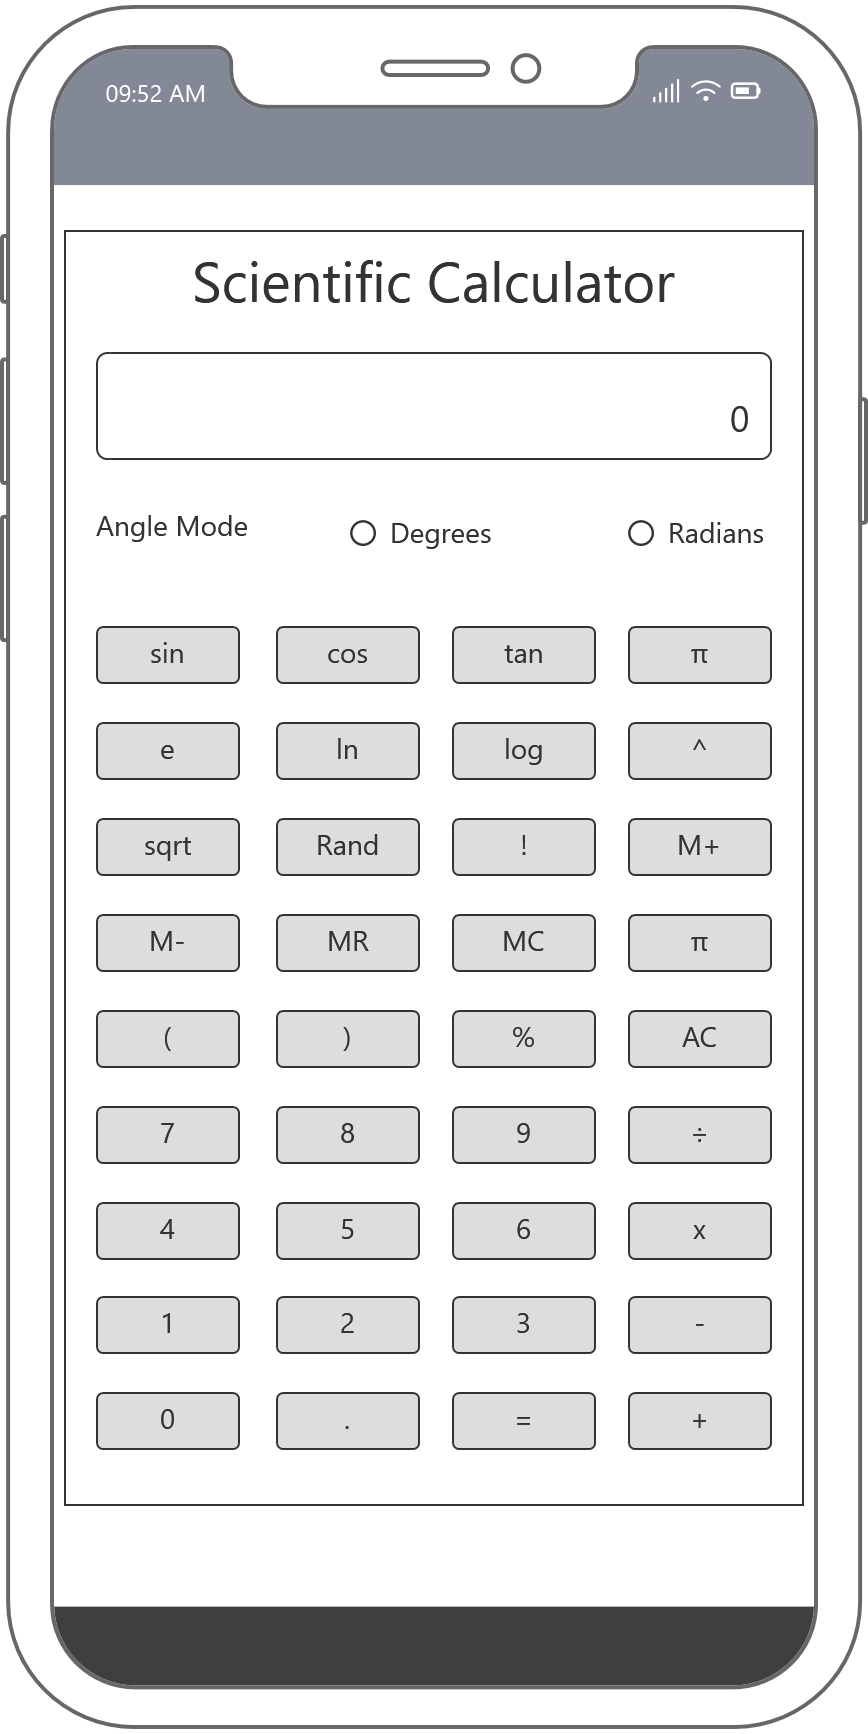 09:52 AM
Scientific Calculator
0
Angle Mode Degrees Radians
sin cos tan π
e ln log ^
sqrt Rand ! M+
M- MR MC π
( ) % AC
7 8 9 ÷
4 5 6 x
1 2 3 -
0 . = +